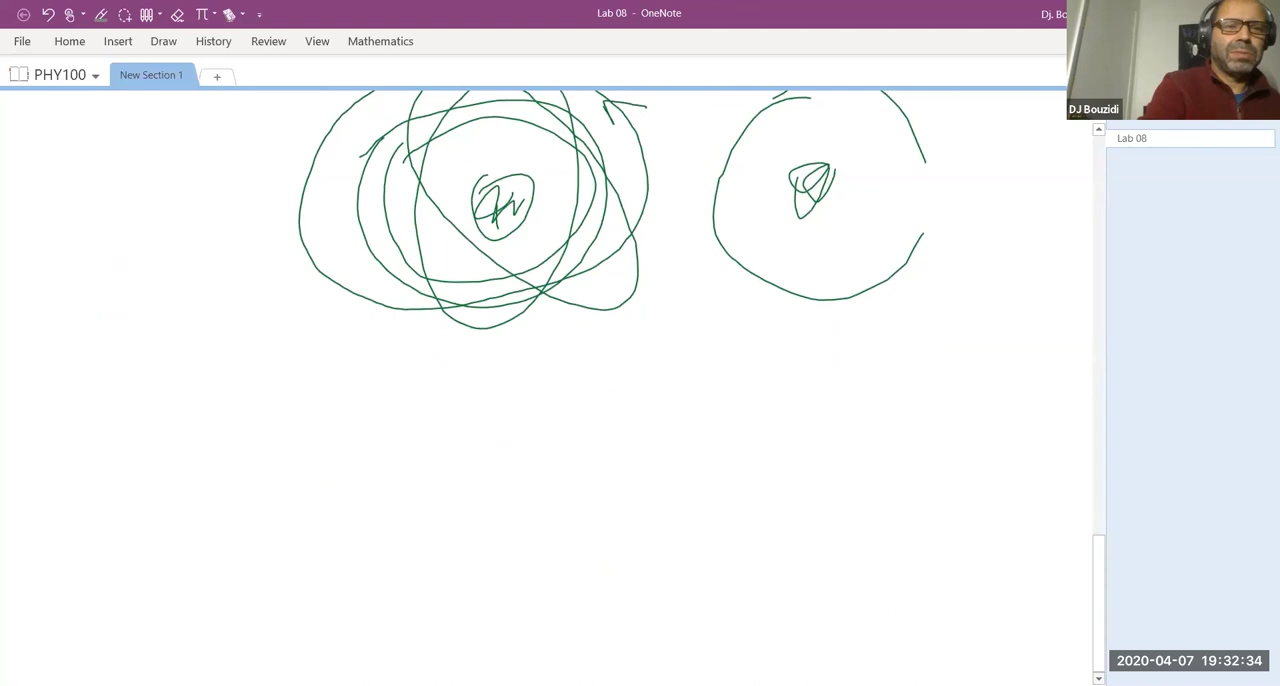 Lab 08 - OneNote
Dj. Bo
File Home Insert Draw History Review View Mathematics
PHY100
New Section 1
DJ Bouzidi
Lab 08
2020-04-07 19:32:34